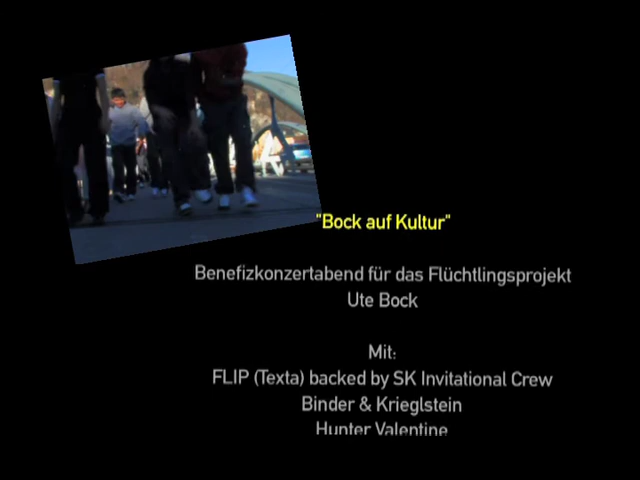 "Bock auf Kultur"
Benefizkonzertabend für das Flüchtlingsprojekt
Ute Bock
Mit:
FLIP (Texta) backed by SK Invitational Crew
Binder & Krieglstein
Hunter Valentine